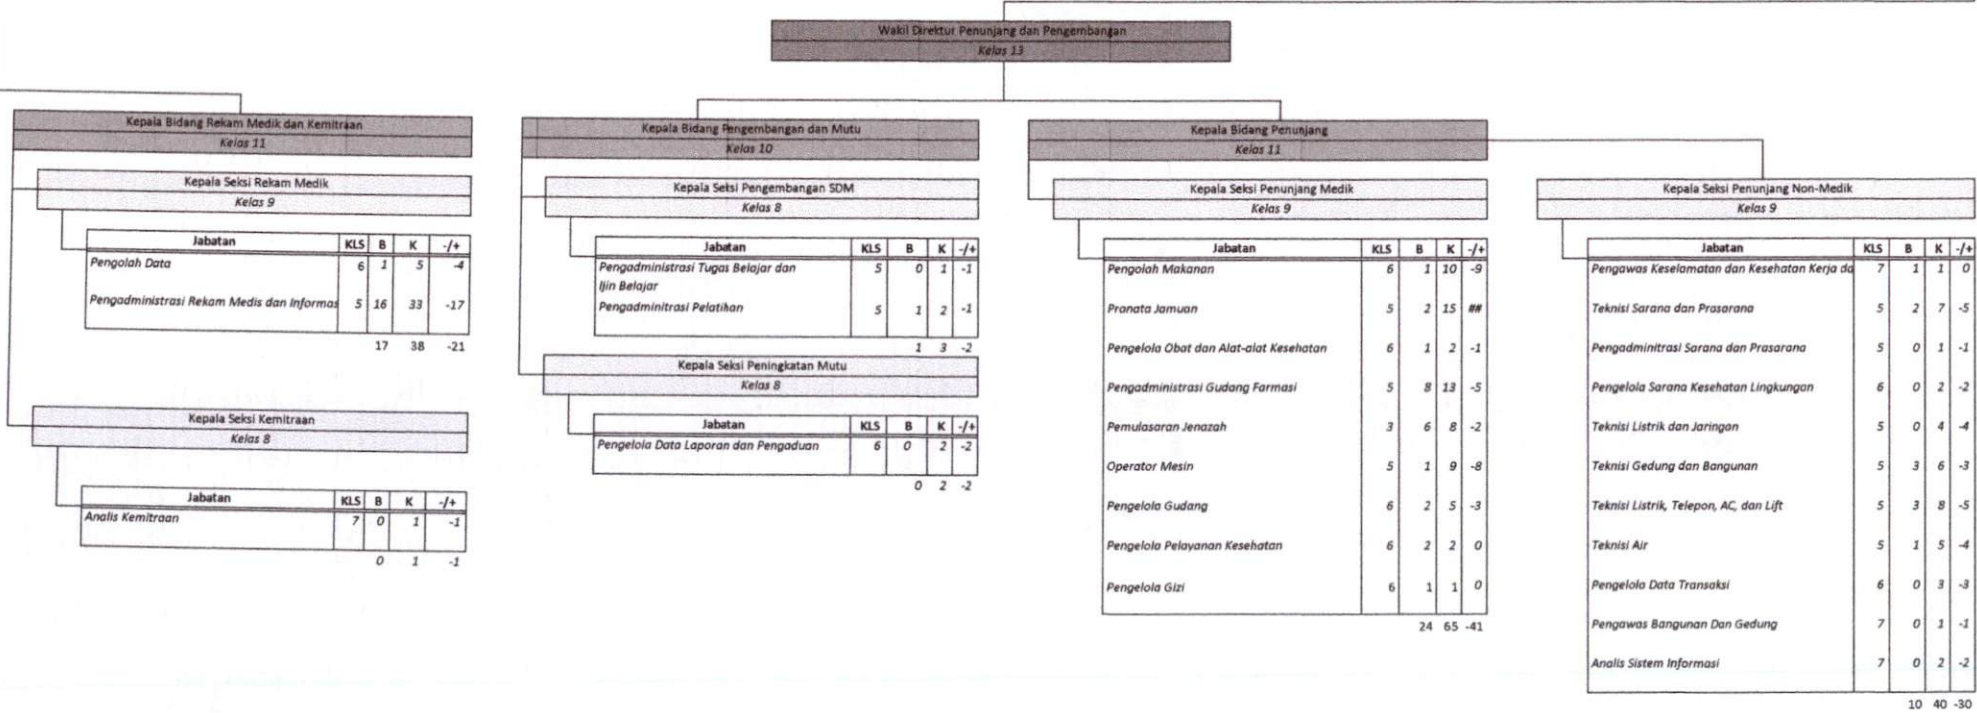 Wakil Direktur Penunjang dan Pengembangan
Kelas 13
Kepala Bidang Rekam Medik dan Kemitraan
Kelas 11
Kepala Seksi Rekam Medik
Kelas 9
Jabatan KLS B K -/+
Pengolah Data 6 1 5 -4
Pengadministrasi Rekam Medis dan Informas 5 16 33 -17
17 38 -21
Kepala Seksi Kemitraan
Kelas 8
Jabatan KLS B K -/+
Analis Kemitraan 7 0 1 -1
0 1 -1
Kepala Bidang Pengembangan dan Mutu
Kelas 10
Kepala Seksi Pengembangan SDM
Kelas 8
Jabatan KLS B K -/+
Pengadministrasi Tugas Belajar dan 5 0 1 -1
Ijin Belajar
Pengadminitrasi Pelatihan 5 1 2 -1
1 3 -2
Kepala Seksi Peningkatan Mutu
Kelas 8
Jabatan KLS B K -/+
Pengelola Data Laporan dan Pengaduan 6 0 2 -2
0 2 -2
Kepala Bidang Penunjang
Kelas 11
Kepala Seksi Penunjang Medik
Kelas 9
Jabatan KLS B K -/+
Pengolah Makanan 6 1 10 -9
Pranata Jamuan 5 2 15 ##
Pengelola Obat dan Alat-alat Kesehatan 6 1 2 -1
Pengadministrasi Gudang Farmasi 5 8 13 -5
Pemulasaran Jenazah 3 6 8 -2
Operator Mesin 5 1 9 -8
Pengelola Gudang 6 2 5 -3
Pengelola Pelayanan Kesehatan 6 2 2 0
Pengelola Gizi 6 1 1 0
24 65 -41
Kepala Seksi Penunjang Non-Medik
Kelas 9
Jabatan KLS B K -/+
Pengawas Keselamatan dan Kesehatan Kerja da 7 1 1 0
Teknisi Sarana dan Prasarana 5 2 7 -5
Pengadminitrasi Sarana dan Prasarana 5 0 1 -1
Pengelola Sarana Kesehatan Lingkungan 6 0 2 -2
Teknisi Listrik dan Jaringan 5 0 4 -4
Teknisi Gedung dan Bangunan 5 3 6 -3
Teknisi Listrik, Telepon, AC, dan Lift 5 3 8 -5
Teknisi Air 5 1 5 -4
Pengelola Data Transaksi 6 0 3 -3
Pengawas Bangunan Dan Gedung 7 0 1 -1
Analis Sistem Informasi 7 0 2 -2
10 40 -30